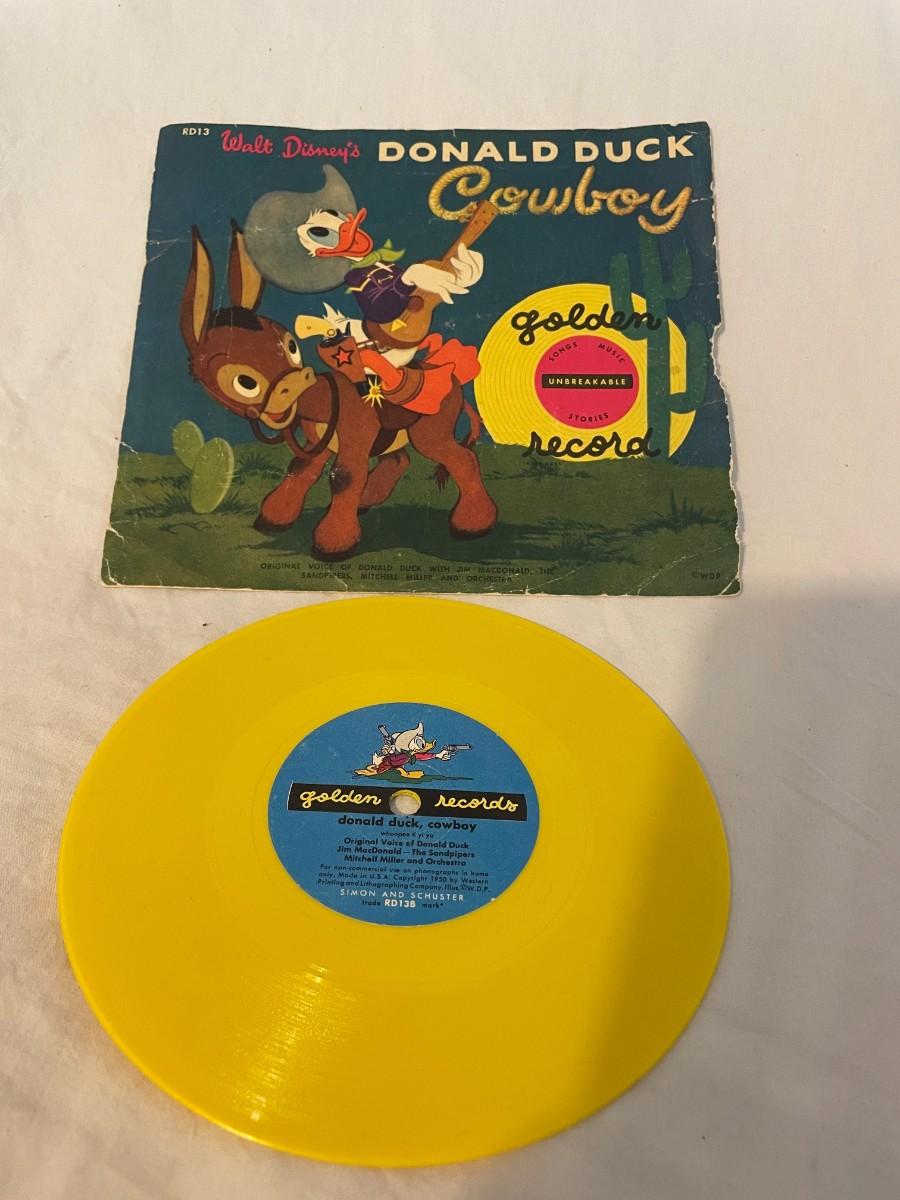 RD13
Walt Disney's DONALD DUCK
Cowboy
golden
SONGS MUSIC
UNBREAKABLE
STORIES
record
ORIGINAL VOICE OF DONALD DUCK WITH JIM MACDONALD, THE
SANDPIPERS, MITCHELL MILLER AND ORCHESTRA
©W.D.P.
golden records
donald duck, cowboy
whoopee ti yi yo
Original Voice of Donald Duck
Jim MacDonald—The Sandpipers
Mitchell Miller and Orchestra
For non-commercial use on phonographs in home
only. Made in U.S.A. Copyright 1950 by Western
Printing and Lithographing Company. Illus. ©W.D.P.
SIMON AND SCHUSTER
trade RD13B mark*